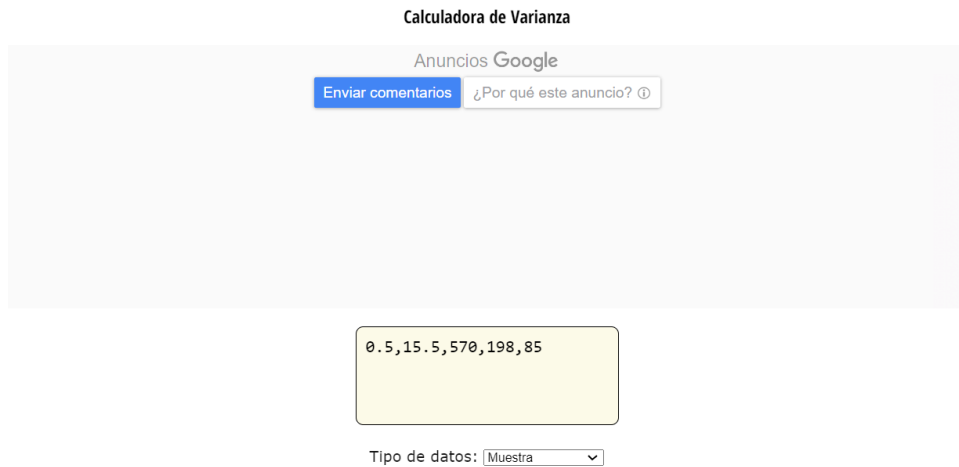 Calculadora de Varianza
Anuncios Google
Enviar comentarios ¿Por qué este anuncio?
0.5,15.5,570,198,85
Tipo de datos: Muestra